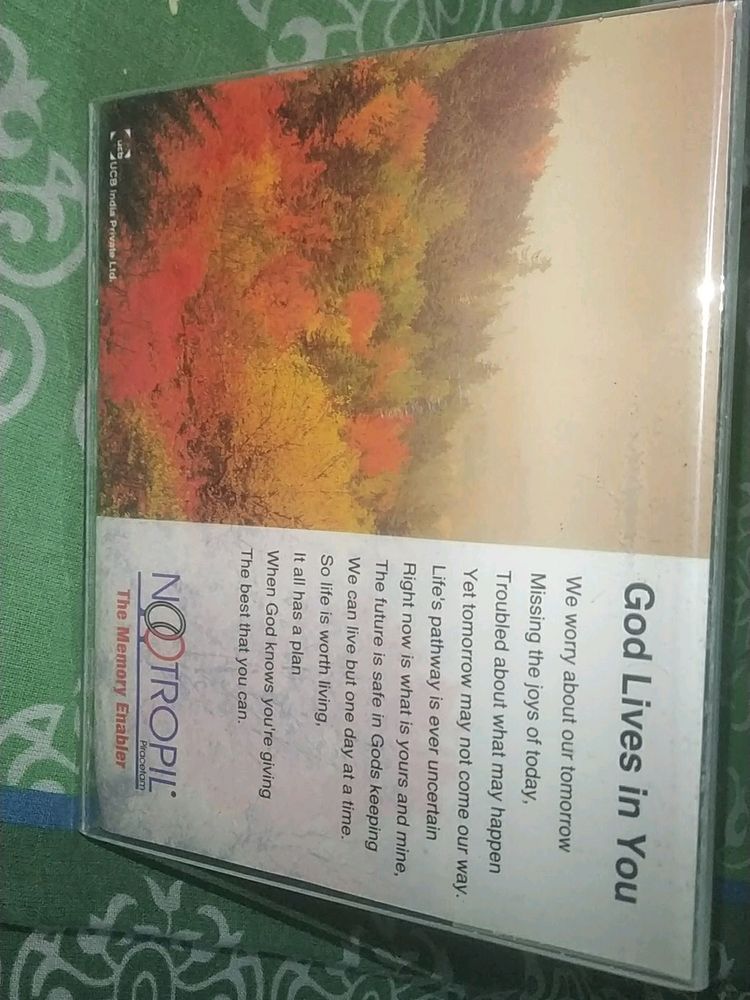 God Lives in You
We worry about our tomorrow
Missing the joys of today,
Troubled about what may happen
Yet tomorrow may not come our way.
Life's pathway is ever uncertain
Right now is what is yours and mine,
The future is safe in Gods keeping
We can live but one day at a time.
So life is worth living,
It all has a plan
When God knows you're giving
The best that you can.
NOOTROPIL®
Piracetam
The Memory Enabler
ucb
UCB India Private Ltd.